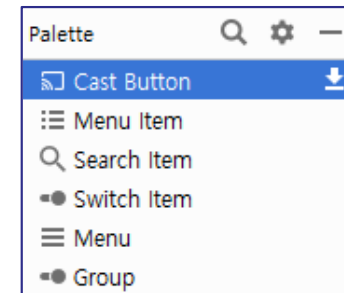 Palette
Cast Button
Menu Item
Search Item
Switch Item
Menu
Group